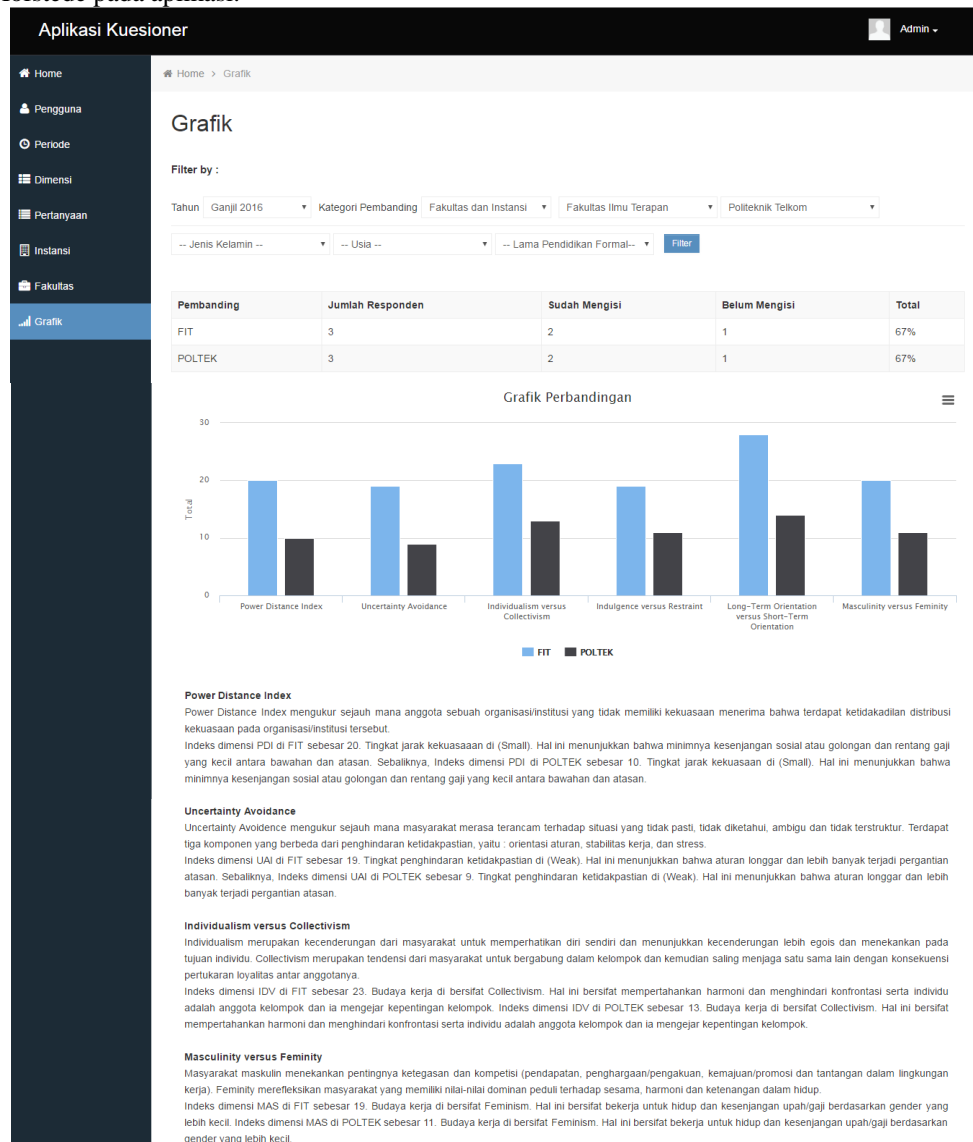 Hofstede pada aplikasi.
Aplikasi Kuesioner
Admin
Home
Pengguna
Periode
Dimensi
Pertanyaan
Instansi
Fakultas
Grafik
Home > Grafik
Grafik
Filter by :
Tahun Ganjil 2016 Kategori Pembanding Fakultas dan Instansi Fakultas Ilmu Terapan Politeknik Telkom
-- Jenis Kelamin -- -- Usia -- -- Lama Pendidikan Formal-- Filter
Pembanding Jumlah Responden Sudah Mengisi Belum Mengisi Total
FIT 3 2 1 67%
POLTEK 3 2 1 67%
Grafik Perbandingan
30
20
10
0
Total
Power Distance Index
Uncertainty Avoidance
Individualism versus
Collectivism
Indulgence versus Restraint
Long-Term Orientation
versus Short-Term
Orientation
Masculinity versus Feminity
FIT POLTEK
Power Distance Index
Power Distance Index mengukur sejauh mana anggota sebuah organisasi/institusi yang tidak memiliki kekuasaan menerima bahwa terdapat ketidakadilan distribusi
kekuasaan pada organisasi/institusi tersebut.
Indeks dimensi PDI di FIT sebesar 20. Tingkat jarak kekuasaaan di (Small). Hal ini menunjukkan bahwa minimnya kesenjangan sosial atau golongan dan rentang gaji
yang kecil antara bawahan dan atasan. Sebaliknya, Indeks dimensi PDI di POLTEK sebesar 10. Tingkat jarak kekuasaan di (Small). Hal ini menunjukkan bahwa
minimnya kesenjangan sosial atau golongan dan rentang gaji yang kecil antara bawahan dan atasan.
Uncertainty Avoidance
Uncertainty Avoidence mengukur sejauh mana masyarakat merasa terancam terhadap situasi yang tidak pasti, tidak diketahui, ambigu dan tidak terstruktur. Terdapat
tiga komponen yang berbeda dari penghindaran ketidakpastian, yaitu : orientasi aturan, stabilitas kerja, dan stress.
Indeks dimensi UAI di FIT sebesar 19. Tingkat penghindaran ketidakpastian di (Weak). Hal ini menunjukkan bahwa aturan longgar dan lebih banyak terjadi pergantian
atasan. Sebaliknya, Indeks dimensi UAI di POLTEK sebesar 9. Tingkat penghindaran ketidakpastian di (Weak). Hal ini menunjukkan bahwa aturan longgar dan lebih
banyak terjadi pergantian atasan.
Individualism versus Collectivism
Individualism merupakan kecenderungan dari masyarakat untuk memperhatikan diri sendiri dan menunjukkan kecenderungan lebih egois dan menekankan pada
tujuan individu. Collectivism merupakan tendensi dari masyarakat untuk bergabung dalam kelompok dan kemudian saling menjaga satu sama lain dengan konsekuensi
pertukaran loyalitas antar anggotanya.
Indeks dimensi IDV di FIT sebesar 23. Budaya kerja di bersifat Collectivism. Hal ini bersifat mempertahankan harmoni dan menghindari konfrontasi serta individu
adalah anggota kelompok dan ia mengejar kepentingan kelompok. Indeks dimensi IDV di POLTEK sebesar 13. Budaya kerja di bersifat Collectivism. Hal ini bersifat
mempertahankan harmoni dan menghindari konfrontasi serta individu adalah anggota kelompok dan ia mengejar kepentingan kelompok.
Masculinity versus Feminity
Masyarakat maskulin menekankan pentingnya ketegasan dan kompetisi (pendapatan, penghargaan/pengakuan, kemajuan/promosi dan tantangan dalam lingkungan
kerja). Feminity merefleksikan masyarakat yang memiliki nilai-nilai dominan peduli terhadap sesama, harmoni dan ketenangan dalam hidup.
Indeks dimensi MAS di FIT sebesar 19. Budaya kerja di bersifat Feminism. Hal ini bersifat bekerja untuk hidup dan kesenjangan upah/gaji berdasarkan gender yang
lebih kecil. Indeks dimensi MAS di POLTEK sebesar 11. Budaya kerja di bersifat Feminism. Hal ini bersifat bekerja untuk hidup dan kesenjangan upah/gaji berdasarkan
gender yang lebih kecil.